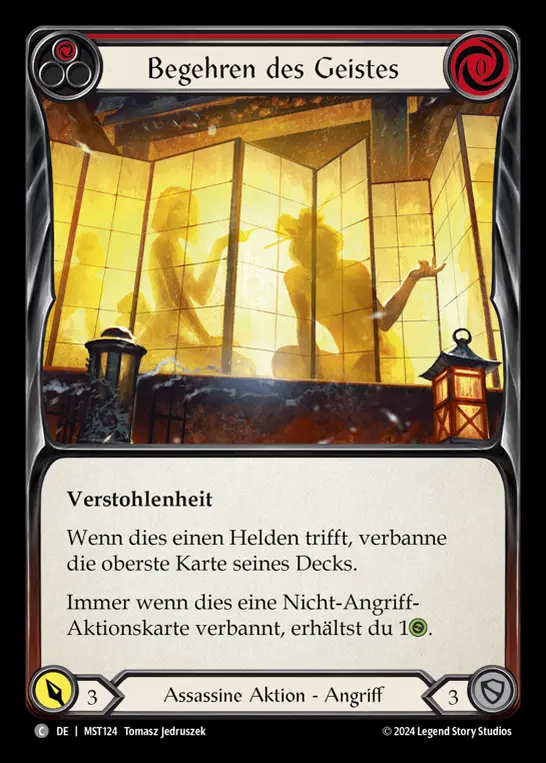 Begehren des Geistes
0
Verstohlenheit
Wenn dies einen Helden trifft, verbanne
die oberste Karte seines Decks.
Immer wenn dies eine Nicht-Angriff-
Aktionskarte verbannt, erhältst du 1.
3 Assassine Aktion - Angriff 3
C DE | MST124 Tomasz Jedruszek © 2024 Legend Story Studios